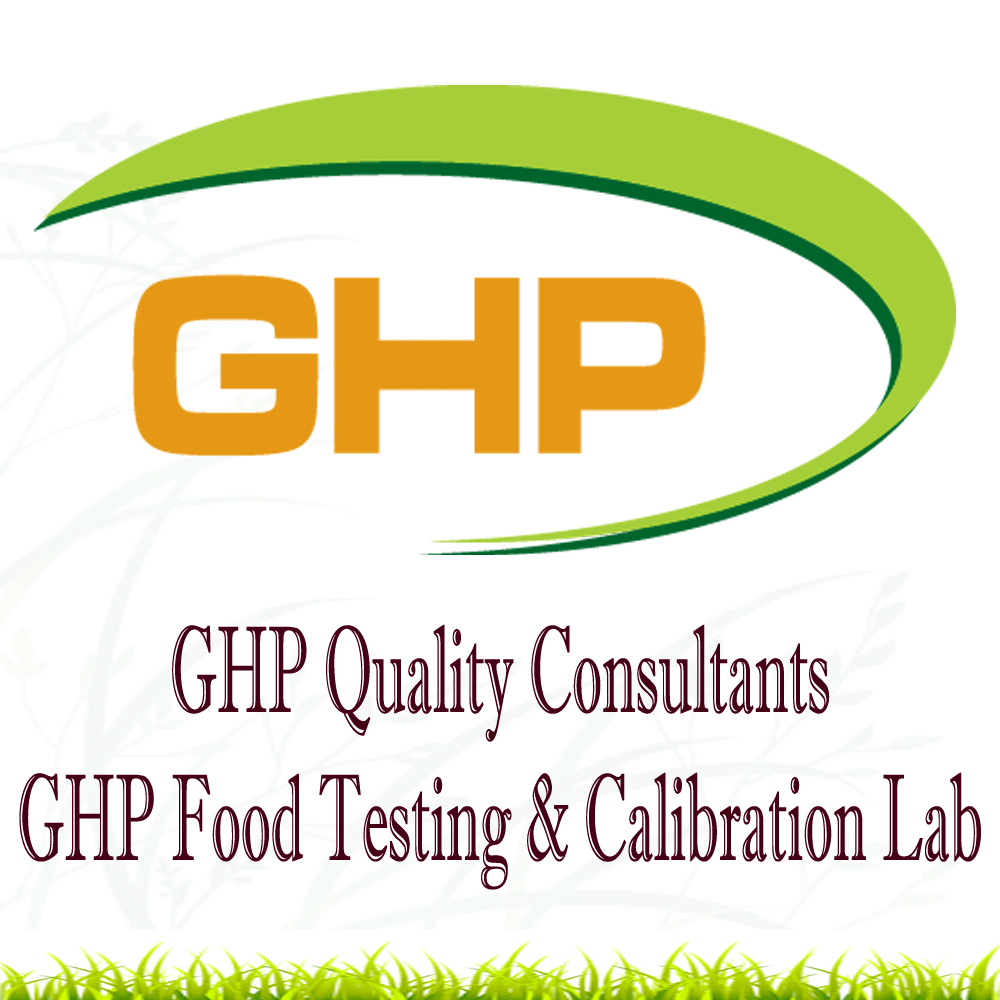 GHP
GHP Quality Consultants
GHP Food Testing & Calibration Lab